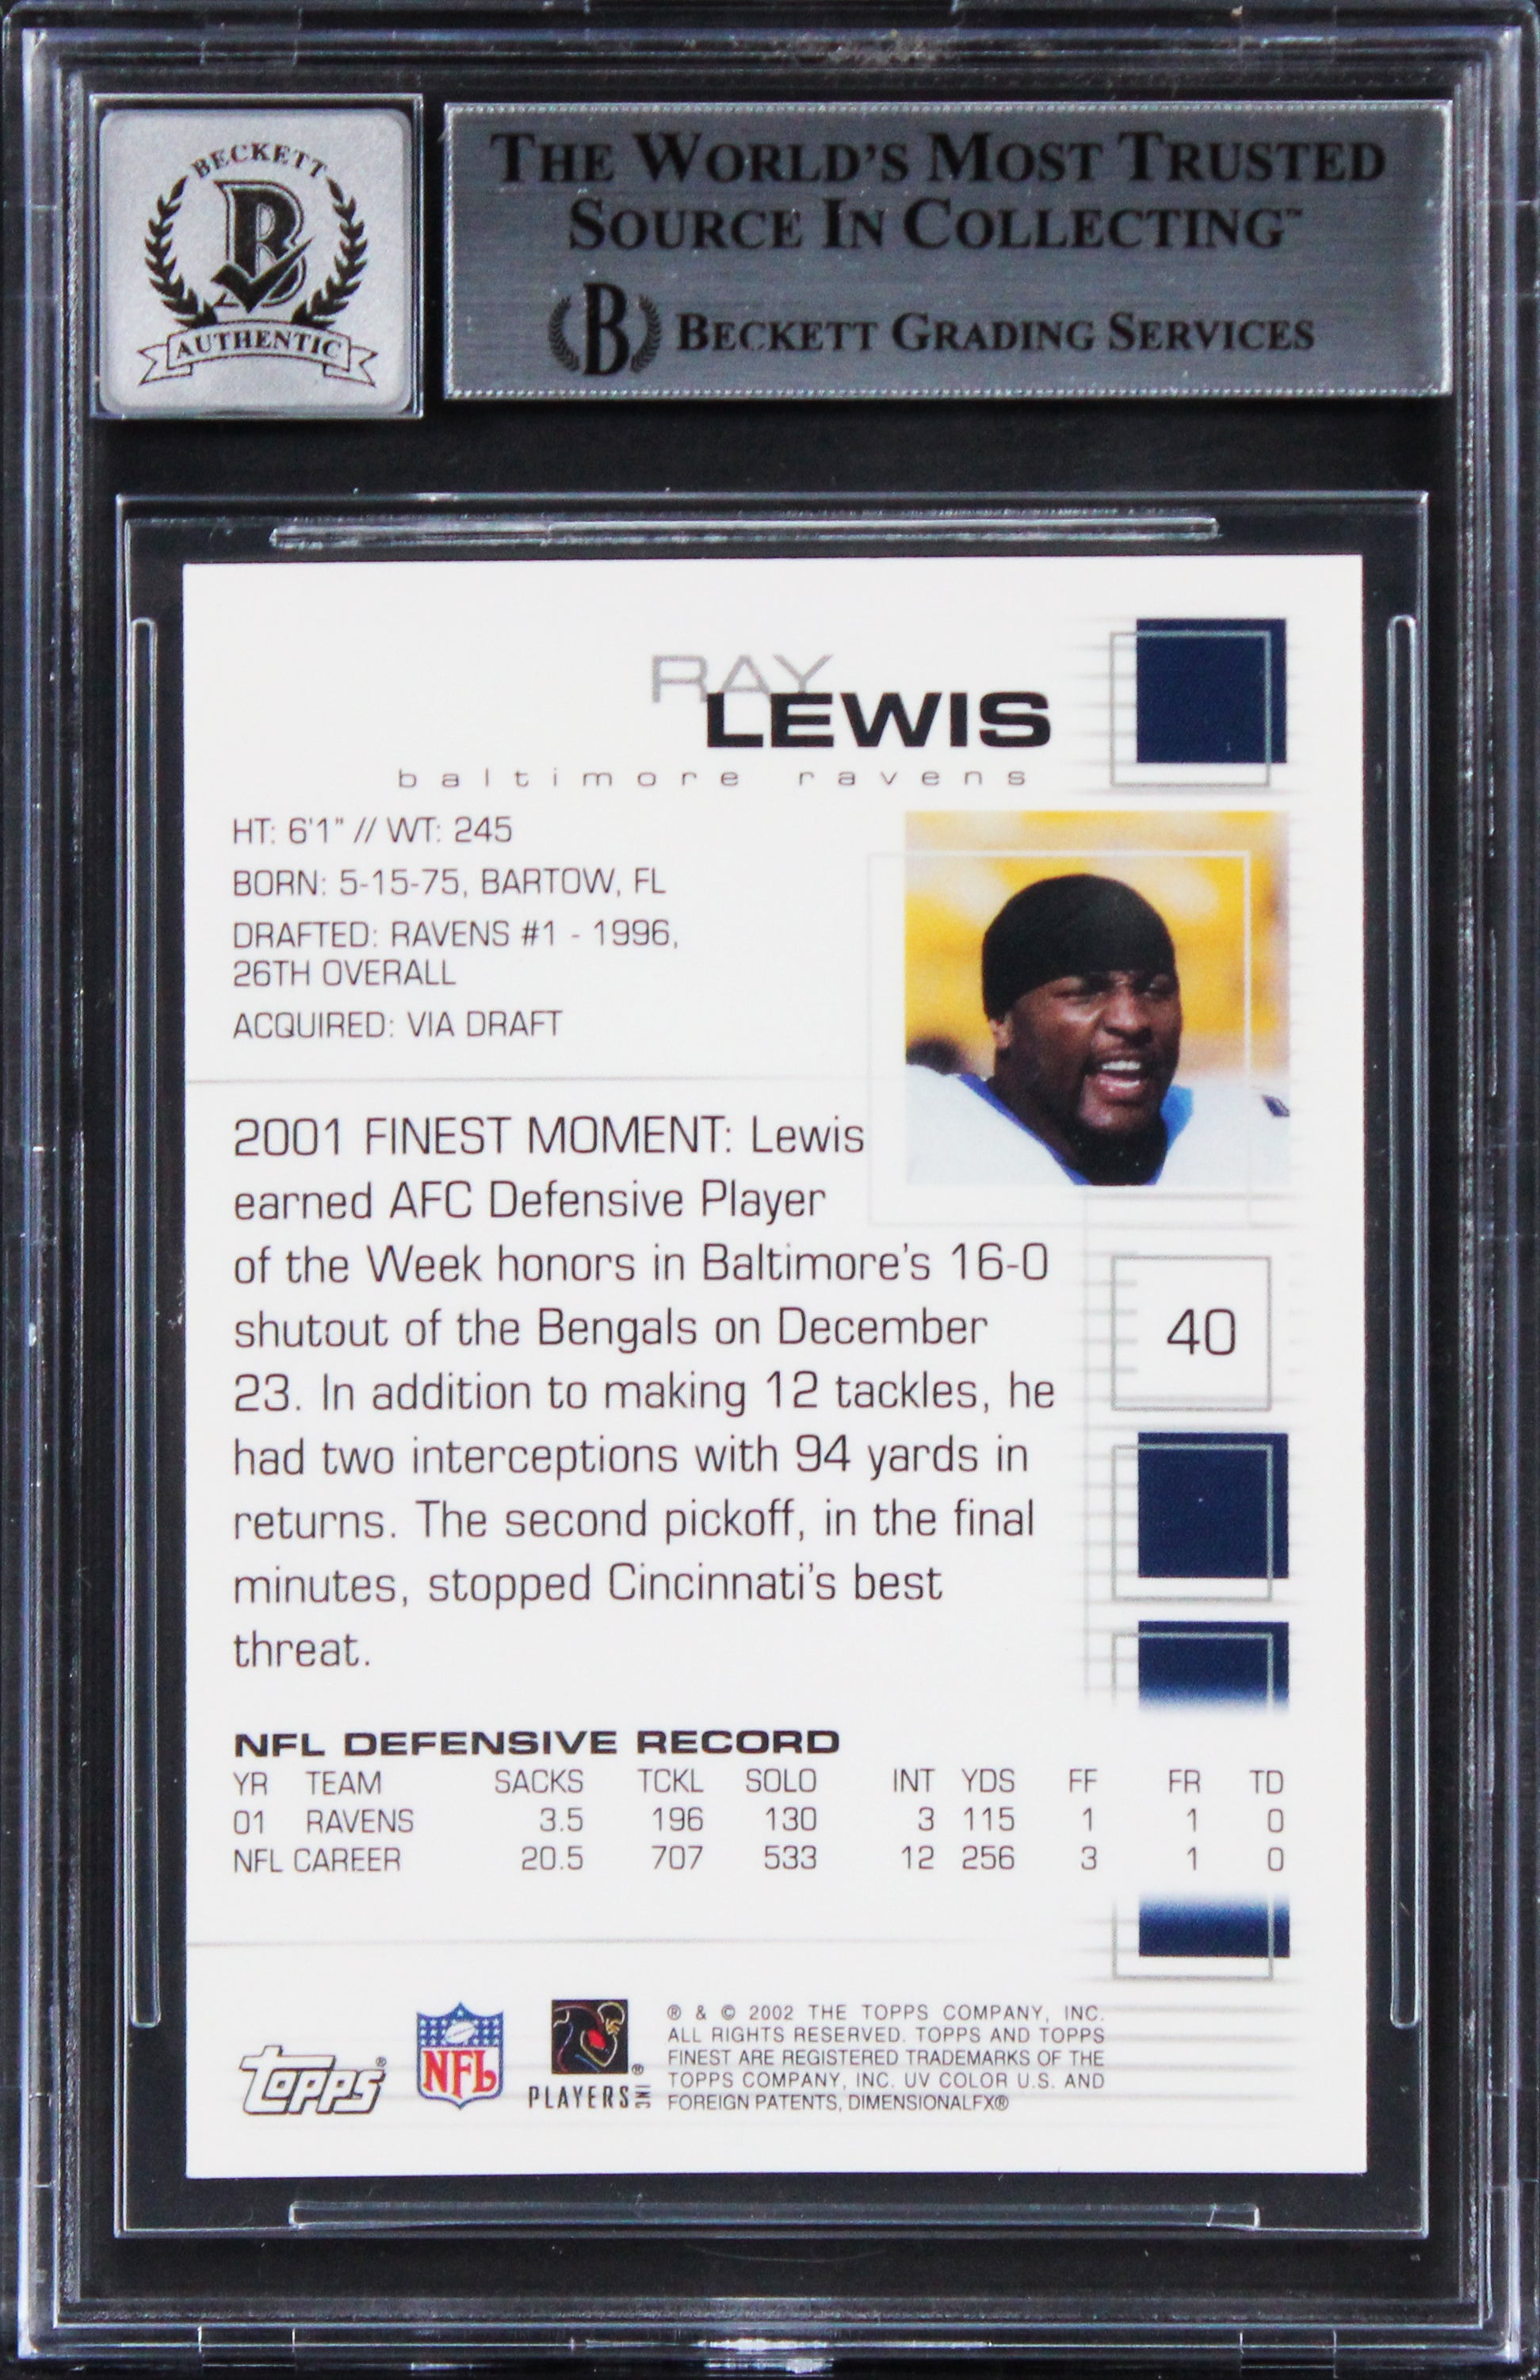 BECKETT
B
AUTHENTIC
THE WORLD'S MOST TRUSTED
SOURCE IN COLLECTING™
B BECKETT GRADING SERVICES
RAY
LEWIS
baltimore ravens
HT: 6'1" // WT: 245
BORN: 5-15-75, BARTOW, FL
DRAFTED: RAVENS #1 - 1996,
26TH OVERALL
ACQUIRED: VIA DRAFT
2001 FINEST MOMENT: Lewis
earned AFC Defensive Player
of the Week honors in Baltimore's 16-0
shutout of the Bengals on December
23. In addition to making 12 tackles, he
had two interceptions with 94 yards in
returns. The second pickoff, in the final
minutes, stopped Cincinnati's best
threat.
40
NFL DEFENSIVE RECORD
YR TEAM SACKS TCKL SOLO INT YDS FF FR TD
01 RAVENS 3.5 196 130 3 115 1 1 0
NFL CAREER 20.5 707 533 12 256 3 1 0
Topps®
NFL
PLAYERS INC ®
® & © 2002 THE TOPPS COMPANY, INC.
ALL RIGHTS RESERVED. TOPPS AND TOPPS
FINEST ARE REGISTERED TRADEMARKS OF THE
TOPPS COMPANY, INC. UV COLOR U.S. AND
FOREIGN PATENTS, DIMENSIONALFX®